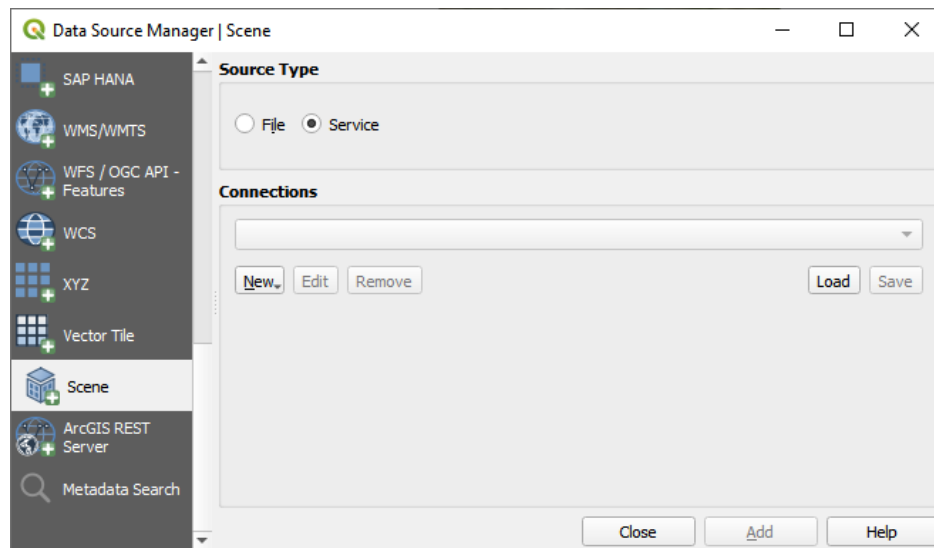 Data Source Manager | Scene
SAP HANA
WMS/WMTS
WFS / OGC API -
Features
WCS
XYZ
Vector Tile
Scene
ArcGIS REST
Server
Metadata Search
Source Type
File
Service
Connections
New
Edit
Remove
Load
Save
Close
Add
Help